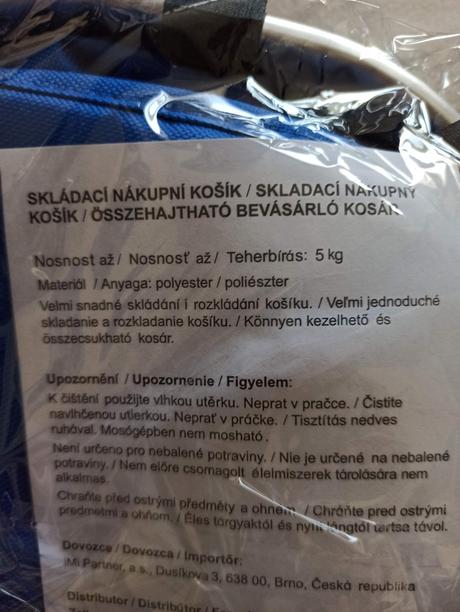 SKLÁDACÍ NÁKUPNÍ KOŠÍK / SKLADACÍ NÁKUPNÝ
KOŠÍK / ÖSSZEHAJTHATÓ BEVÁSÁRLÓ KOSÁR
Nosnost až / Nosnosť až / Teherbírás: 5 kg
Materiál / Anyaga: polyester / poliészter
Velmi snadné skládání i rozkládání košíku. / Veľmi jednoduché
skladanie a rozkladanie košíku. / Könnyen kezelhető és
összecsukható kosár.
Upozornění / Upozornenie / Figyelem:
K čištění použijte vlhkou utěrku. Neprat v pračce. / Čistite
navlhčenou utierkou. Neprať v práčke. / Tisztítás nedves
ruhával. Mosógépben nem mosható.
Není určeno pro nebalené potraviny. / Nie je určené na nebalené
potraviny. / Nem előre csomagolt élelmiszerek tárolására nem
alkalmas.
Chraňte před ostrými předměty a ohněm. / Chráňte pred ostrými
predmetmi a ohňom. / Éles tárgyaktól és nyílt lángtól tartsa távol.
Dovozce / Dovozca / Importőr:
iMi Partner, a.s., Dusíkova 3, 638 00, Brno, Česká republika
Distributor / Distribútor /